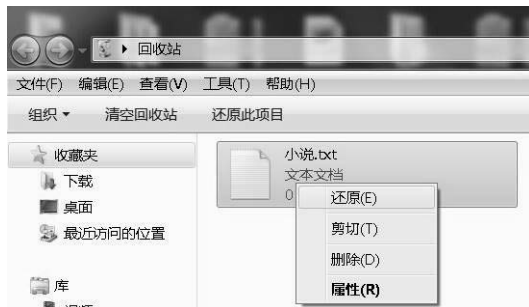 回收站
文件(F) 编辑(E) 查看(V) 工具(T) 帮助(H)
组织 清空回收站 还原此项目
收藏夹
下载
桌面
最近访问的位置
库
小说.txt
文本文档
0
还原(E)
剪切(T)
删除(D)
属性(R)